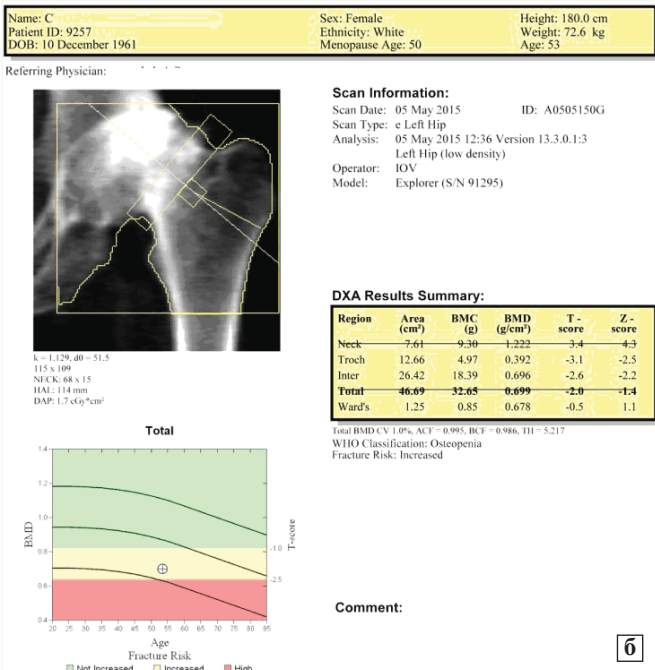 Name: C Sex: Female Height: 180.0 cm
Patient ID: 9257 Ethnicity: White Weight: 72.6 kg
DOB: 10 December 1961 Menopause Age: 50 Age: 53
Referring Physician:
Scan Information:
Scan Date: 05 May 2015 ID: A0505150G
Scan Type: e Left Hip
Analysis: 05 May 2015 12:36 Version 13.3.0.1:3
Left Hip (low density)
Operator: IOV
Model: Explorer (S/N 91295)
k = 1.129, d0 = 51.5
115 x 109
NECK: 68 x 15
HAL: 114 mm
DAP: 1.7 cGy*cm²
DXA Results Summary:
Region Area (cm²) BMC (g) BMD (g/cm²) T - score Z - score
Neck 7.61 9.30 1.222 3.4 4.3
Troch 12.66 4.97 0.392 -3.1 -2.5
Inter 26.42 18.39 0.696 -2.6 -2.2
Total 46.69 32.65 0.699 -2.0 -1.4
Ward's 1.25 0.85 0.678 -0.5 1.1
Total BMD CV 1.0%, ACF = 0.995, BCF = 0.986, TH = 5.217
WHO Classification: Osteopenia
Fracture Risk: Increased
Total
1.4
1.2
1.0
0.8
0.6
0.4
BMD
-1.0
-2.5
T-score
20 25 30 35 40 45 50 55 60 65 70 75 80 85
Age
Fracture Risk
Not Increased Increased High
Comment:
б